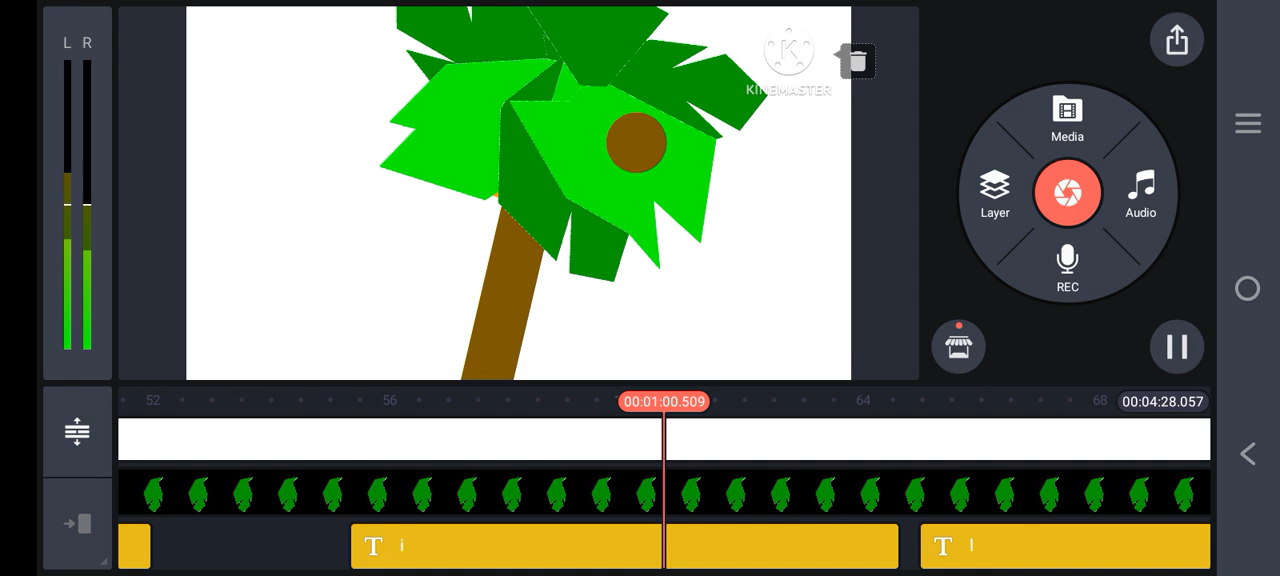 L R
KINEMASTER
Media
Layer
Audio
REC
52 56 00:01:00.509 64 68 00:04:28.057
T i T l